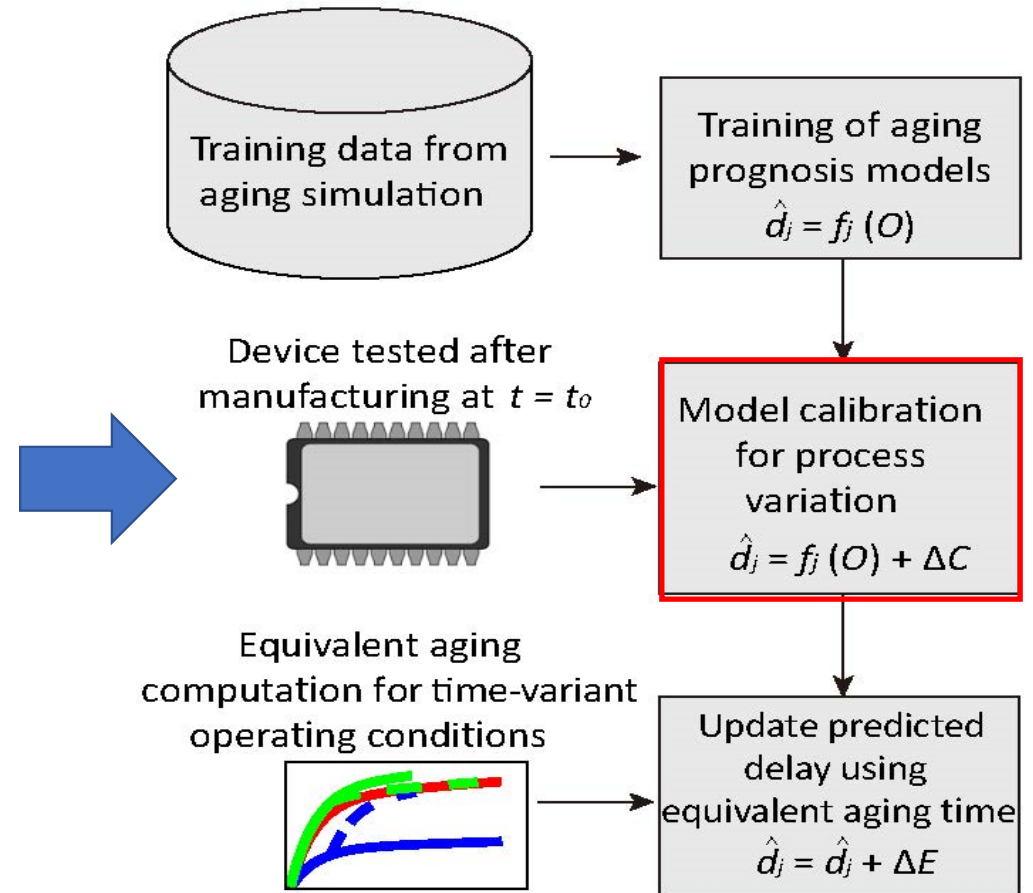 Training data from
aging simulation
Training of aging
prognosis models
d̂ⱼ = fⱼ (O)
Device tested after
manufacturing at t = t₀
Model calibration
for process
variation
d̂ⱼ = fⱼ (O) + ΔC
Equivalent aging
computation for time-variant
operating conditions
Update predicted
delay using
equivalent aging time
d̂ⱼ = d̂ⱼ + ΔE